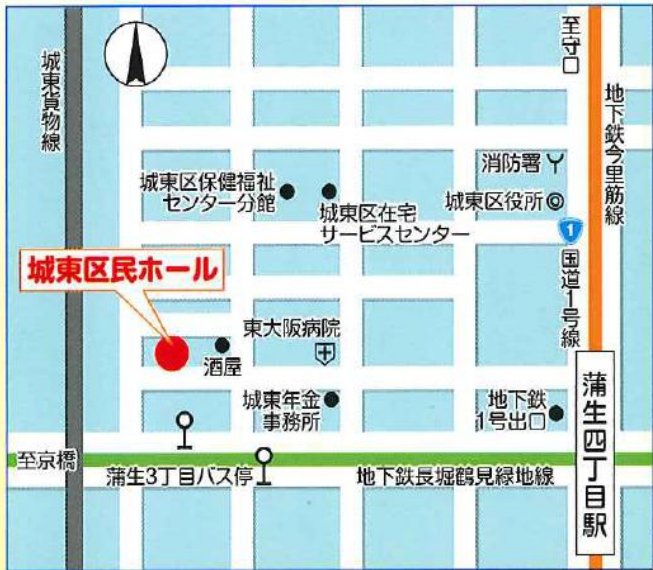 至守口
城東貨物線
地下鉄今里筋線
消防署
城東区保健福祉
センター分館
城東区役所
城東区在宅
サービスセンター
1
国道1号線
城東区民ホール
東大阪病院
酒屋
城東年金
事務所
地下鉄
1号出口
蒲生四丁目駅
至京橋
蒲生3丁目バス停
地下鉄長堀鶴見緑地線